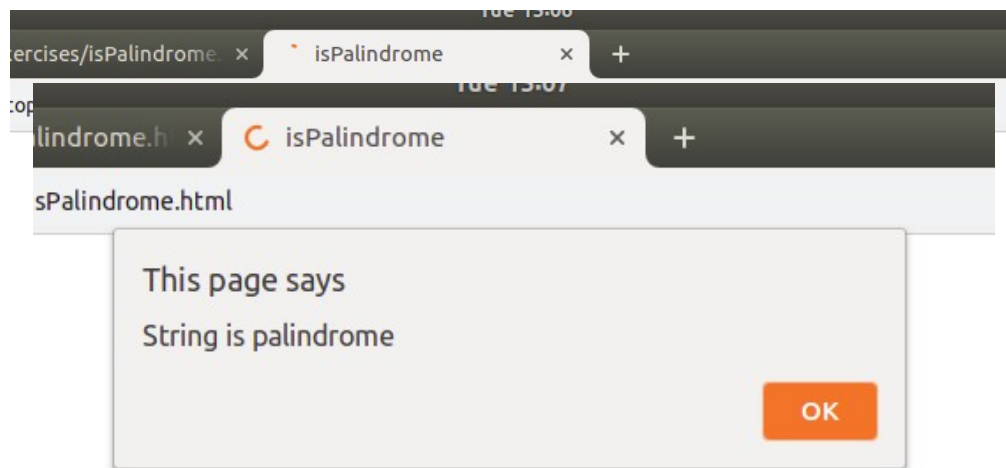 Tue 13:06
ercises/isPalindrome.
isPalindrome
Tue 13:07
lindrome.h
isPalindrome
sPalindrome.html
This page says
String is palindrome
OK